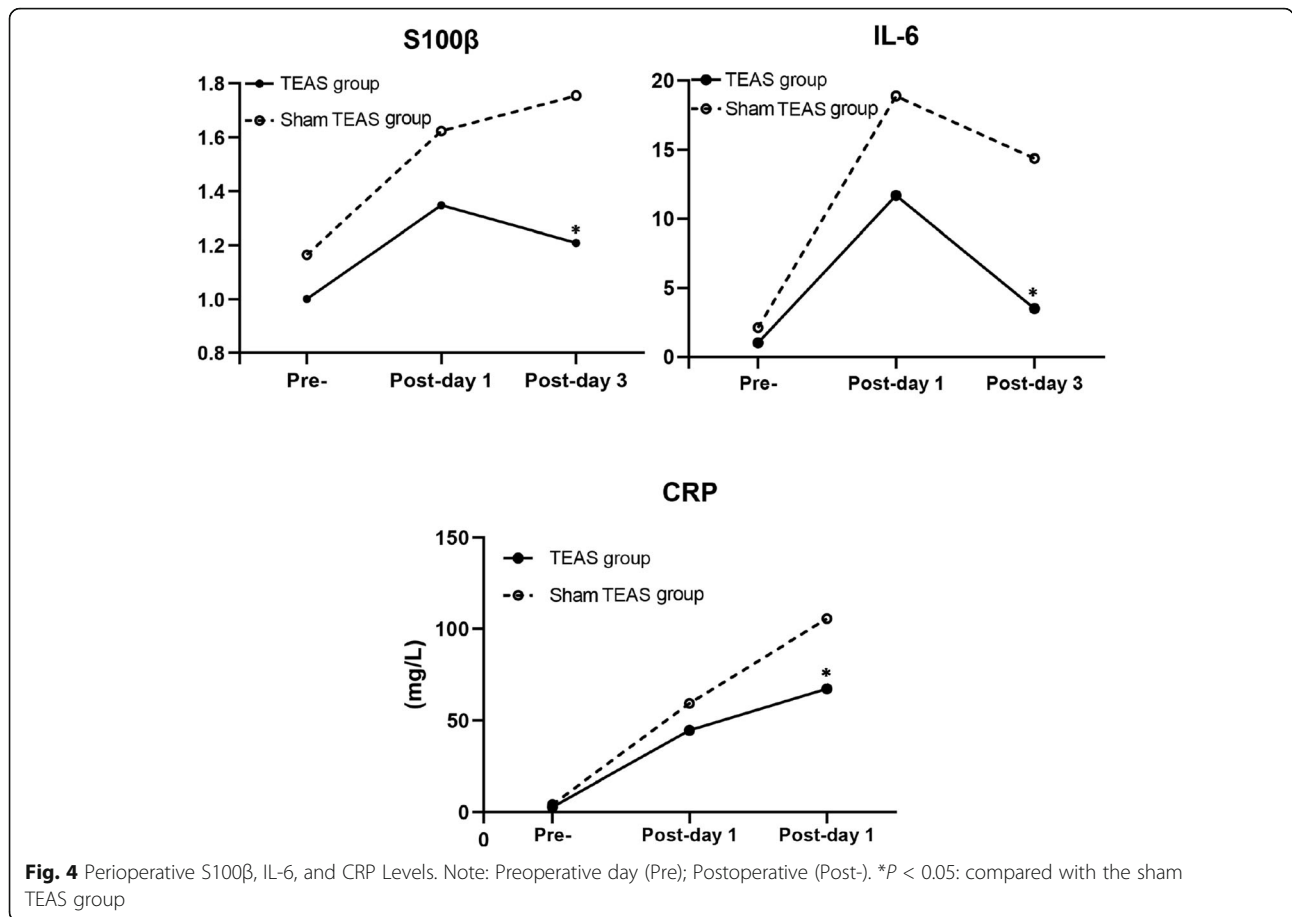 S100β
TEAS group
Sham TEAS group
1.8
1.6
1.4
1.2
1.0
0.8
*
Pre-
Post-day 1
Post-day 3
IL-6
TEAS group
Sham TEAS group
20
15
10
5
0
*
Pre-
Post-day 1
Post-day 3
CRP
TEAS group
Sham TEAS group
(mg/L)
150
100
50
0
0
*
Pre-
Post-day 1
Post-day 1
Fig. 4 Perioperative S100β, IL-6, and CRP Levels. Note: Preoperative day (Pre); Postoperative (Post-). *P < 0.05: compared with the sham
TEAS group